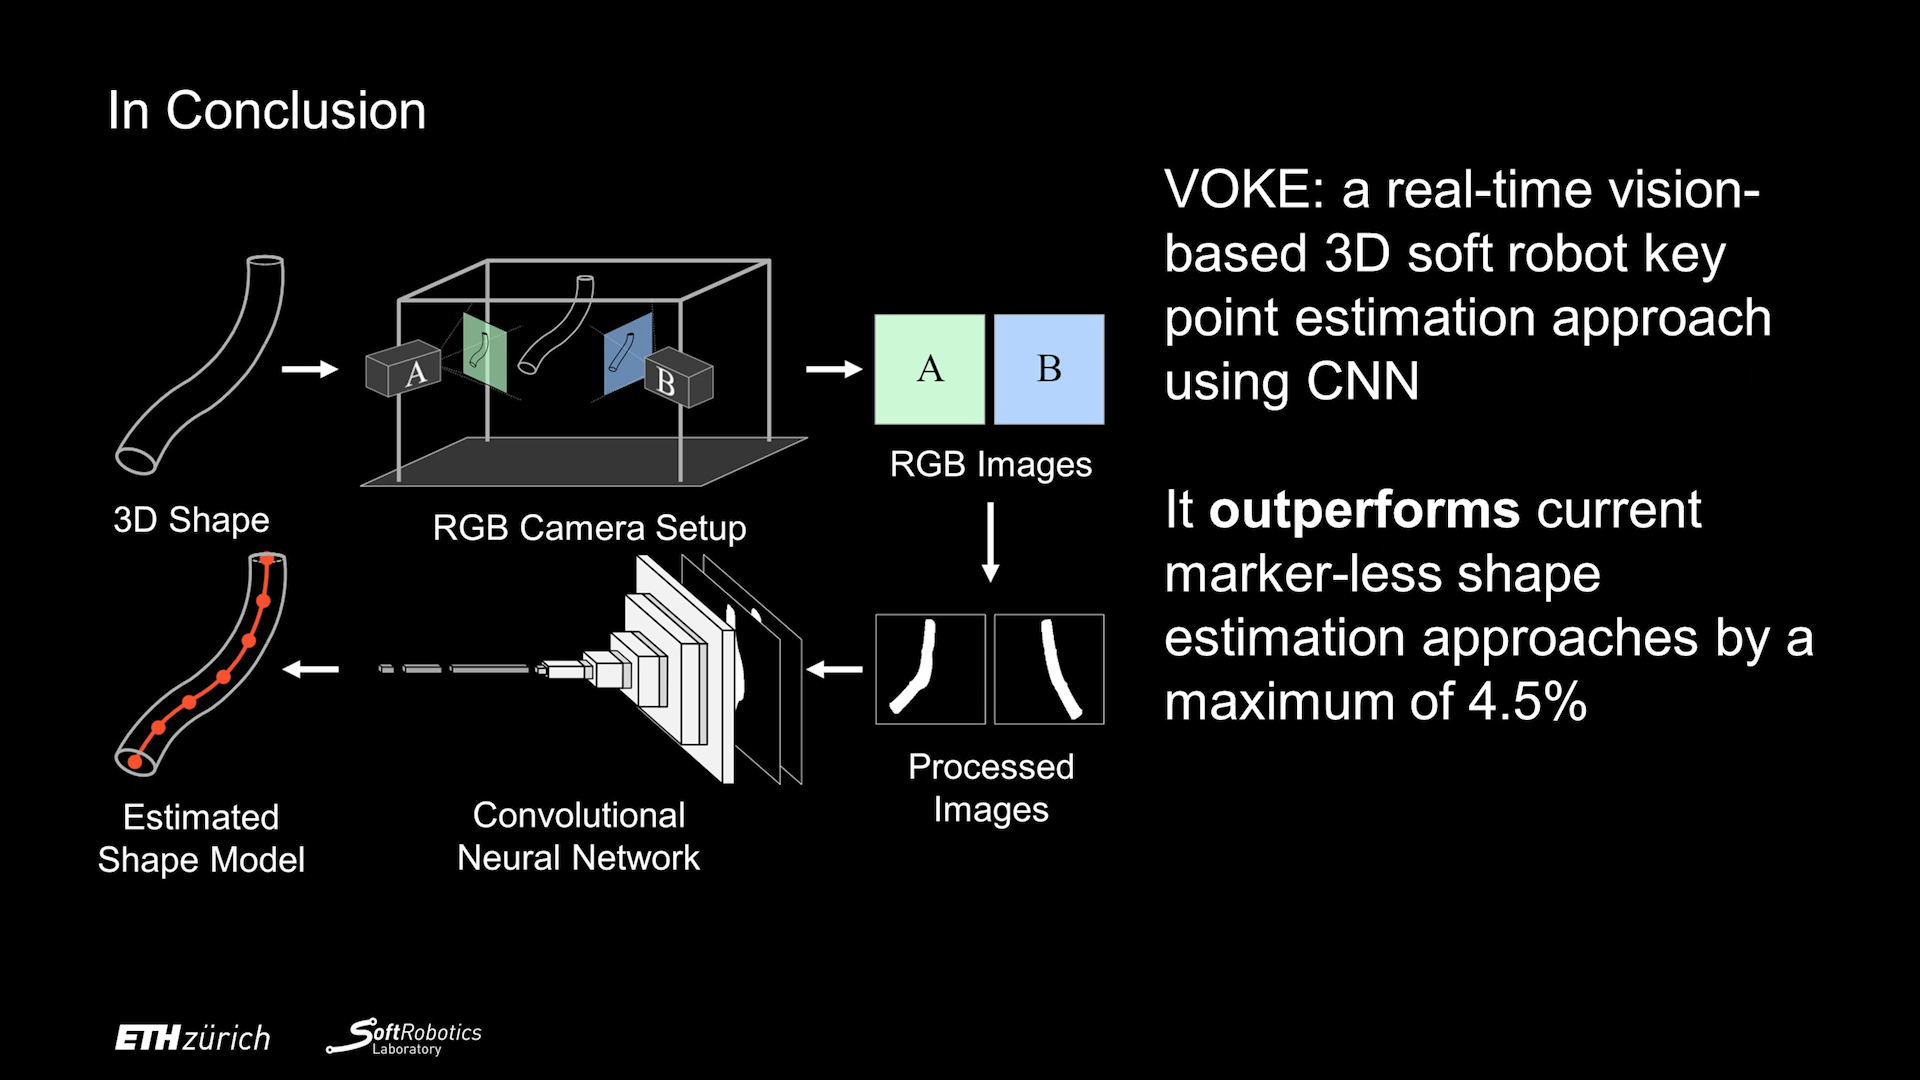 In Conclusion
VOKE: a real-time vision-
based 3D soft robot key
point estimation approach
using CNN
It outperforms current
marker-less shape
estimation approaches by a
maximum of 4.5%
A
B
A
B
3D Shape
RGB Camera Setup
RGB Images
Processed
Images
Convolutional
Neural Network
Estimated
Shape Model
ETH zürich
SoftRobotics
Laboratory